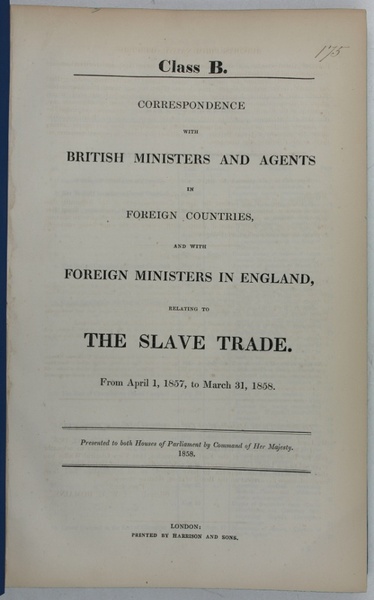 175
Class B.
CORRESPONDENCE
WITH
BRITISH MINISTERS AND AGENTS
IN
FOREIGN COUNTRIES,
AND WITH
FOREIGN MINISTERS IN ENGLAND,
RELATING TO
THE SLAVE TRADE.
From April 1, 1857, to March 31, 1858.
Presented to both Houses of Parliament by Command of Her Majesty.
1858.
LONDON:
PRINTED BY HARRISON AND SONS.